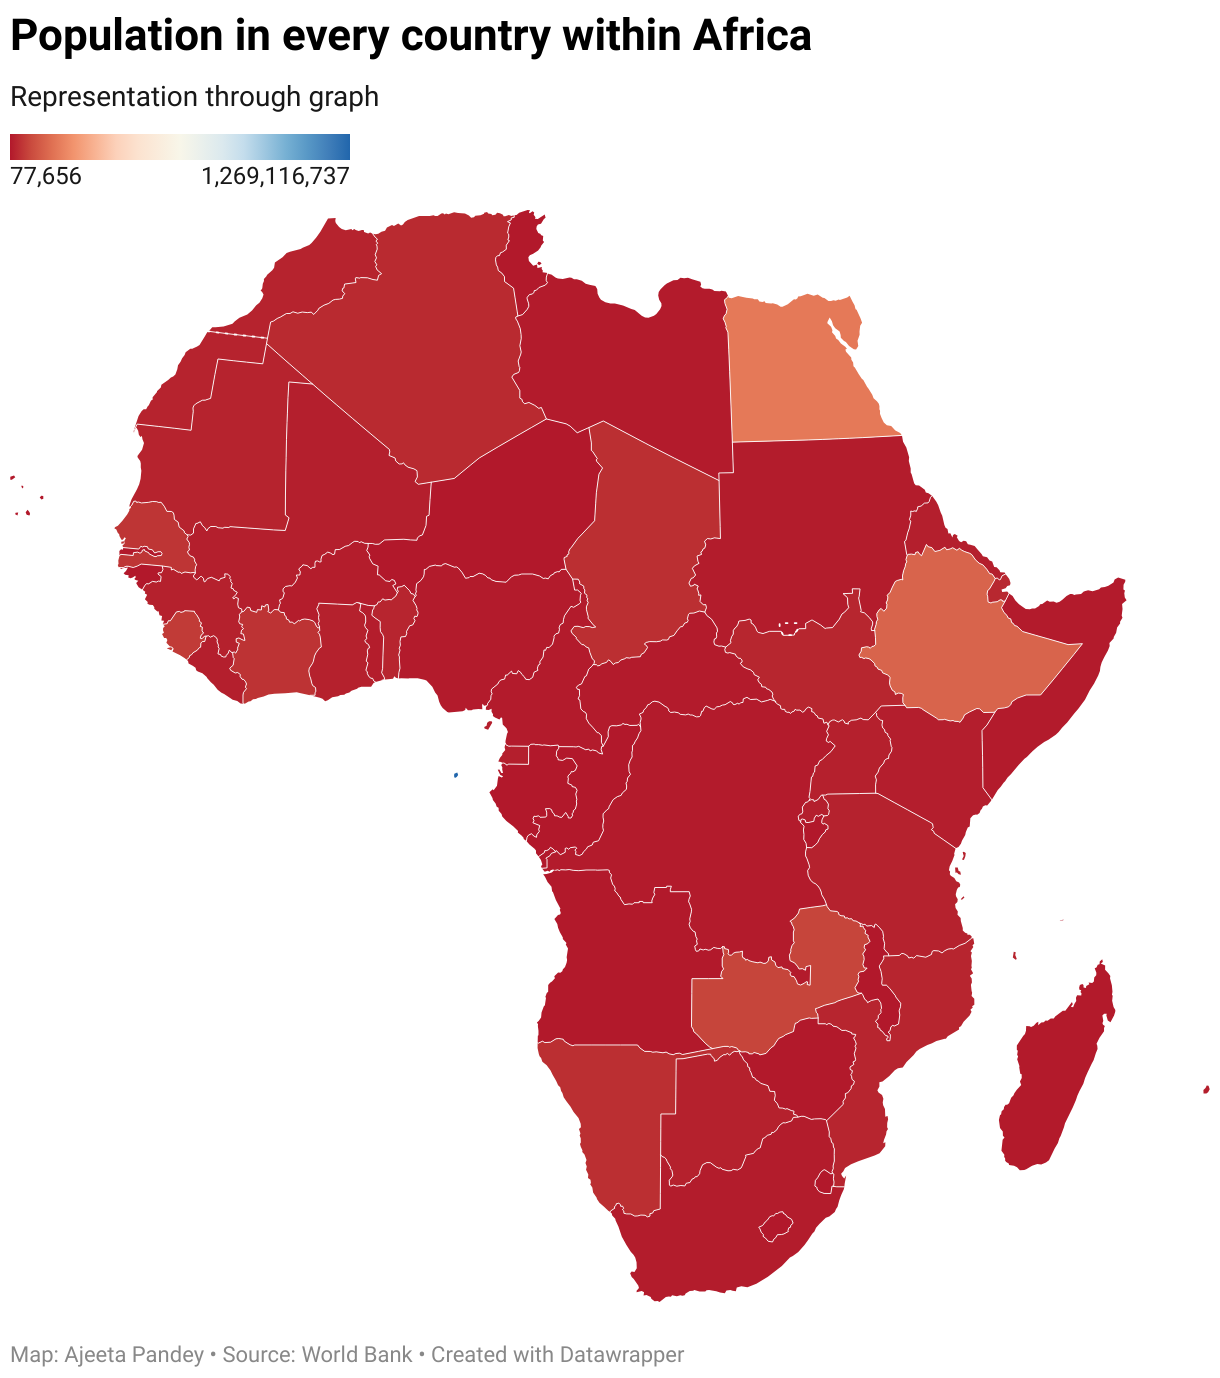 Population in every country within Africa
Representation through graph
77,656 1,269,116,737
Map: Ajeeta Pandey • Source: World Bank • Created with Datawrapper